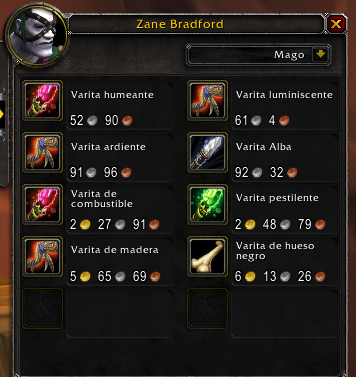 Zane Bradford
Mago
Varita humeante
52 90
Varita luminiscente
61 4
Varita ardiente
91 96
Varita Alba
92 32
Varita de
combustible
2 27 91
Varita pestilente
2 48 79
Varita de madera
5 65 69
Varita de hueso
negro
6 13 26